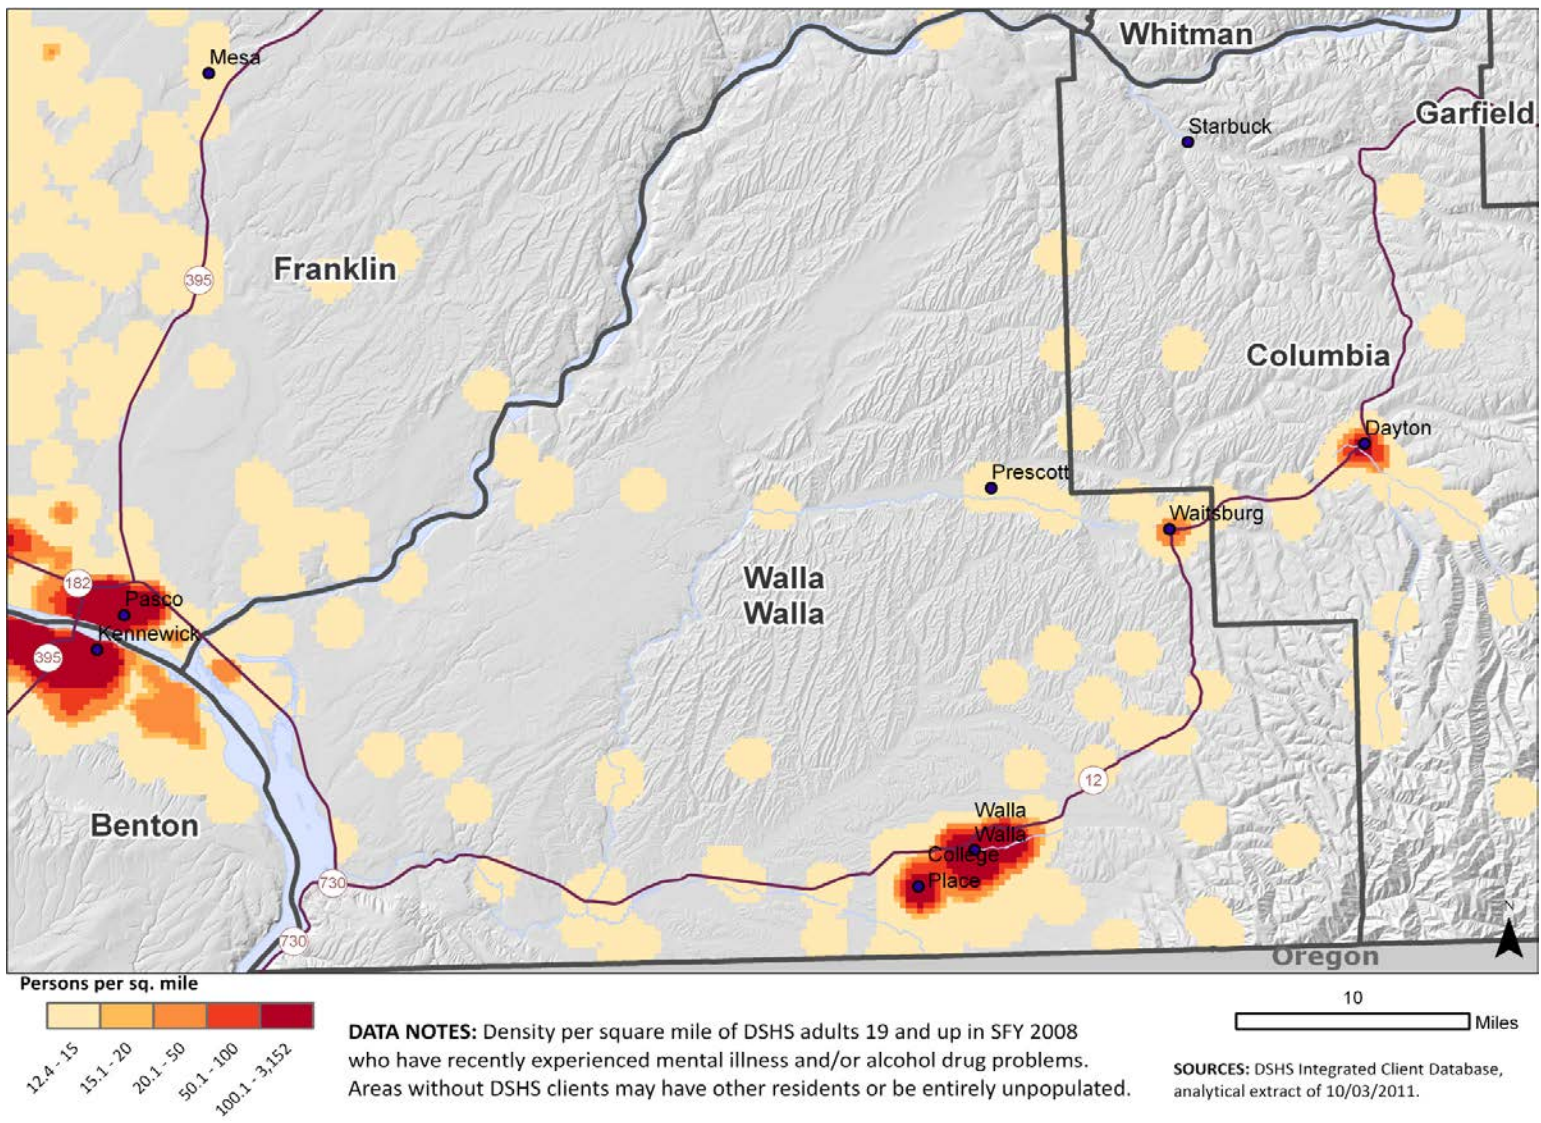 Whitman
Mesa
Garfield
Starbuck
Franklin
395
Columbia
Dayton
Prescott
Waitsburg
Walla
Walla
182
Pasco
Kennewick
395
12
Benton
Walla
Walla
College
Place
730
730
N
Oregon
Persons per sq. mile
12.4 - 15
15.1 - 20
20.1 - 50
50.1 - 100
100.1 - 3,152
DATA NOTES: Density per square mile of DSHS adults 19 and up in SFY 2008
who have recently experienced mental illness and/or alcohol drug problems.
Areas without DSHS clients may have other residents or be entirely unpopulated.
10
Miles
SOURCES: DSHS Integrated Client Database,
analytical extract of 10/03/2011.